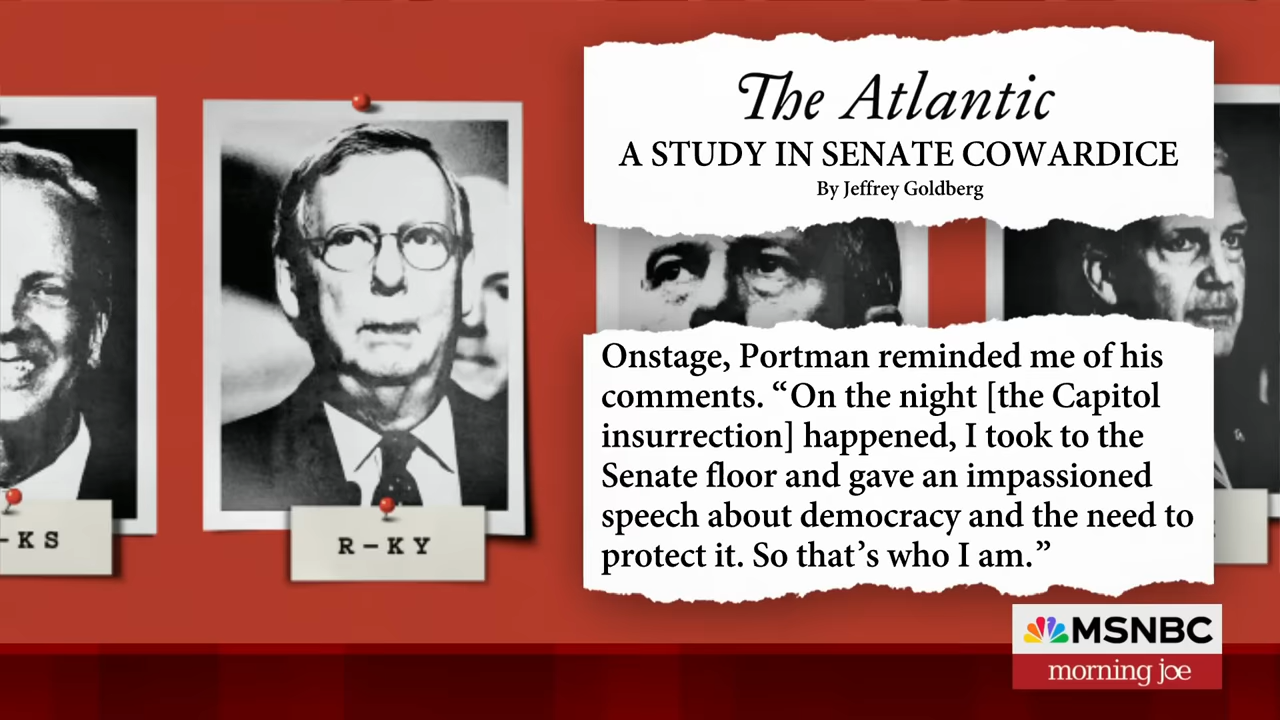 The Atlantic
A STUDY IN SENATE COWARDICE
By Jeffrey Goldberg
Onstage, Portman reminded me of his
comments. “On the night [the Capitol
insurrection] happened, I took to the
Senate floor and gave an impassioned
speech about democracy and the need to
protect it. So that’s who I am.”
-KS
R-KY
MSNBC
morning joe